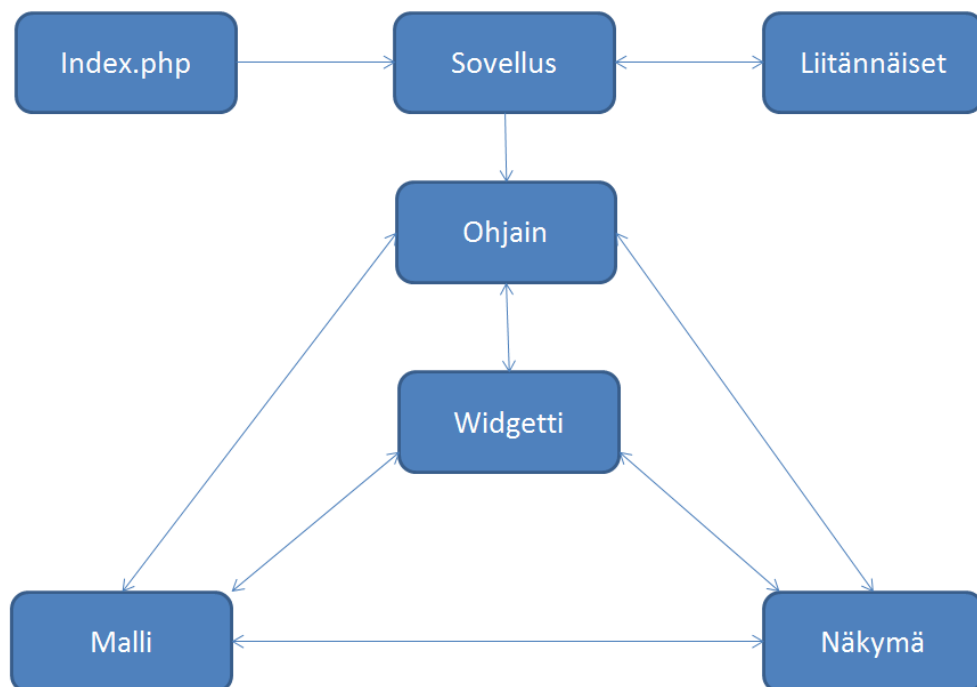 Index.php
Sovellus
Liitännäiset
Ohjain
Widgetti
Malli
Näkymä